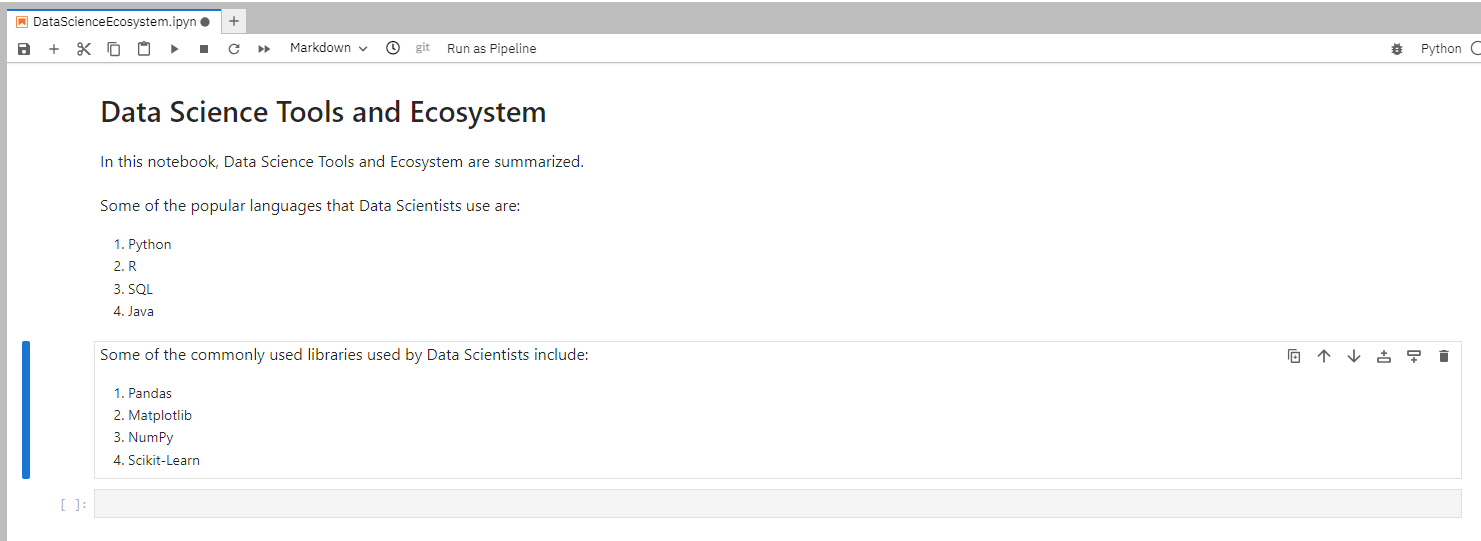 DataScienceEcosystem.ipyn
Markdown git Run as Pipeline Python
Data Science Tools and Ecosystem
In this notebook, Data Science Tools and Ecosystem are summarized.
Some of the popular languages that Data Scientists use are:
1. Python
2. R
3. SQL
4. Java
Some of the commonly used libraries used by Data Scientists include:
1. Pandas
2. Matplotlib
3. NumPy
4. Scikit-Learn
[ ]: